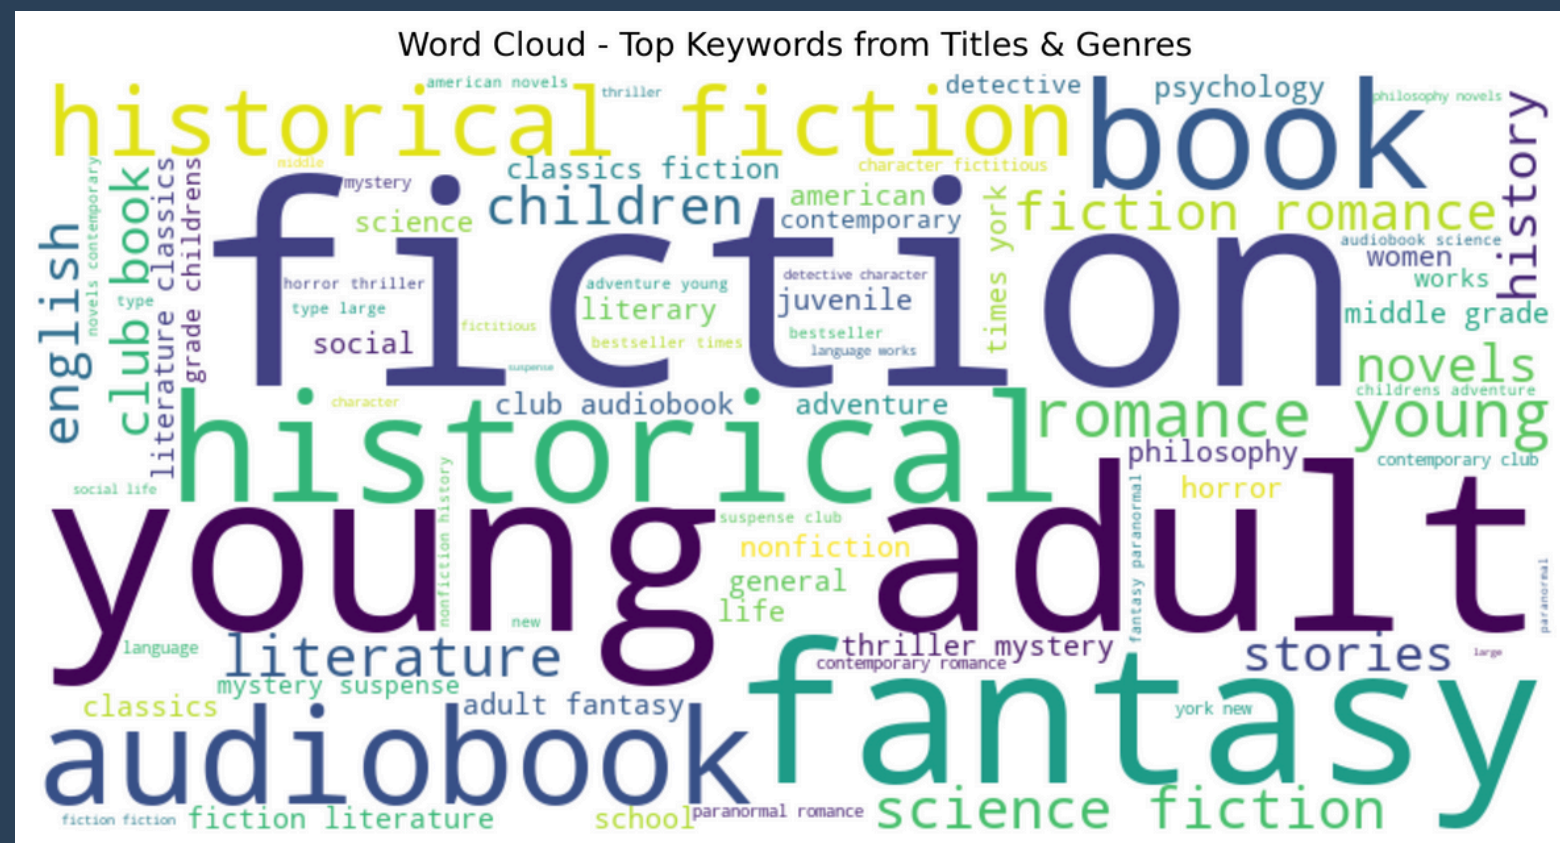 Word Cloud - Top Keywords from Titles & Genres
american novels
thriller
detective
psychology
philosophy novels
historical fiction
book
history
middle
mystery
classics fiction
character fictitious
novels contemporary
club book
literature classics
grade childrens
science
children
american
contemporary
times york
fiction romance
english
fiction
audiobook science
women
works
type
horror thriller
adventure young
detective character
type large
literary
juvenile
middle grade
fictitious
social
bestseller times
bestseller
language works
suspense
novels
childrens adventure
character
club audiobook
adventure
romance
young
historical
philosophy
contemporary club
social life
nonfiction history
horror
fantasy paranormal
young adult
suspense club
nonfiction
general
life
paranormal
new
language
literature
thriller mystery
contemporary romance
stories
large
mystery suspense
classics
adult fantasy
fantasy
york new
audiobook
fiction fiction
fiction literature
school
paranormal romance
science fiction